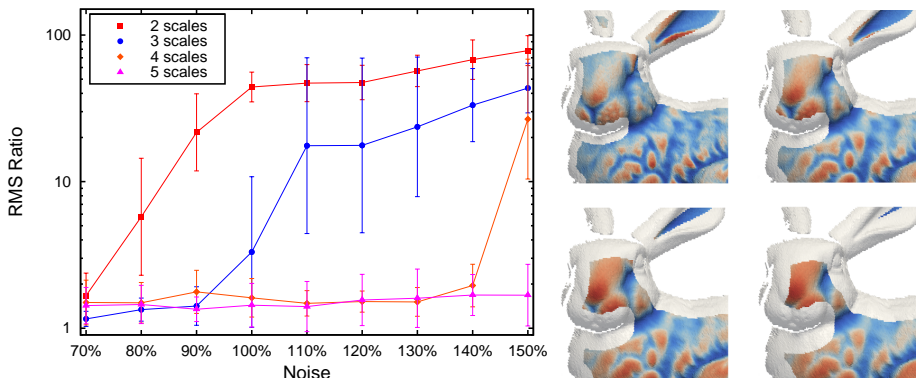 100
10
1
RMS Ratio
2 scales
3 scales
4 scales
5 scales
70% 80% 90% 100% 110% 120% 130% 140% 150%
Noise